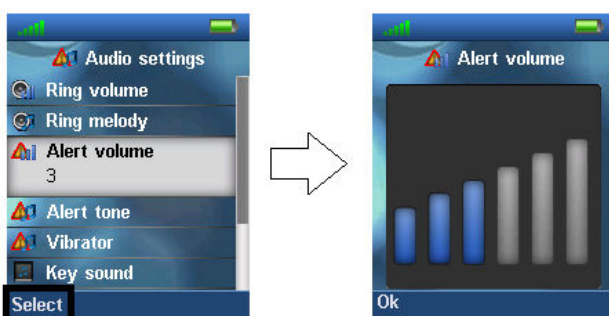 Audio settings
Ring volume
Ring melody
Alert volume
3
Alert tone
Vibrator
Key sound
Select
Alert volume
Ok